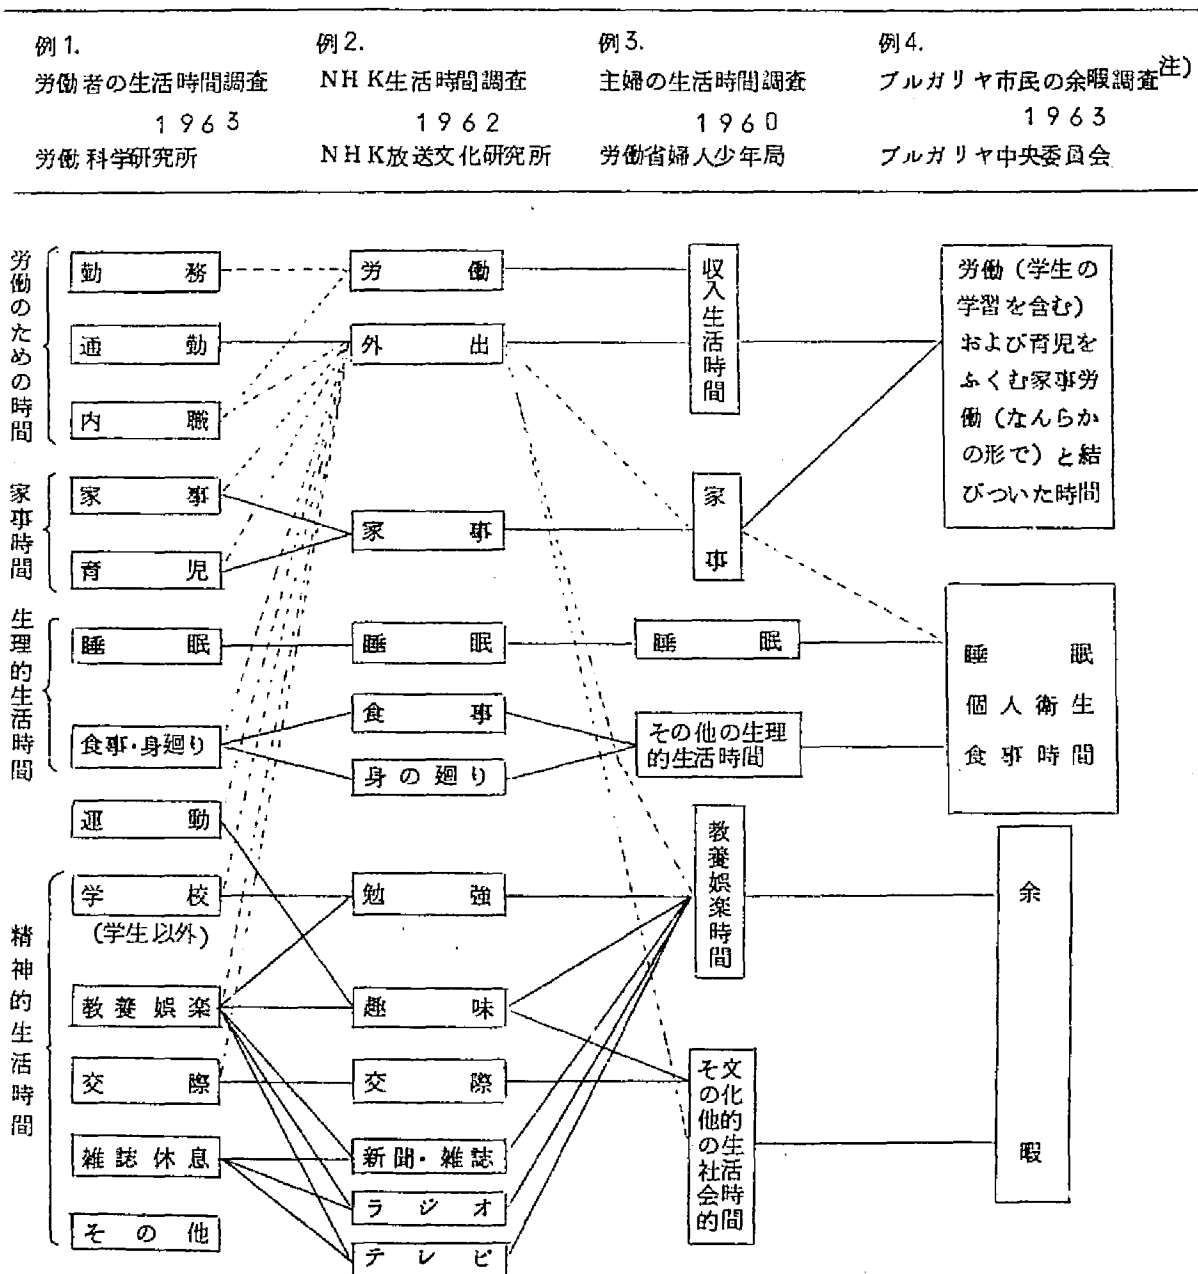 例1.
労働者の生活時間調査
1963
労働科学研究所
例2.
NHK生活時間調査
1962
NHK放送文化研究所
例3.
主婦の生活時間調査
1960
労働省婦人少年局
例4.
ブルガリヤ市民の余暇調査注)
1963
ブルガリヤ中央委員会
労働のための時間
勤務
通勤
内職
家事時間
家事
育児
生理的生活時間
睡眠
食事・身廻り
運動
精神的生活時間
学校
(学生以外)
教養娯楽
交際
雑誌休息
その他
労働
外出
家事
睡眠
食事
身の廻り
勉強
趣味
交際
新聞・雑誌
ラジオ
テレビ
収入生活時間
家事
睡眠
その他の生理
的生活時間
教養娯楽時間
文化的生活時間
その他の社会的
労働(学生の
学習を含む)
および育児を
ふくむ家事労
働(なんらか
の形で)と結
びついた時間
睡眠
個人衛生
食事時間
余暇